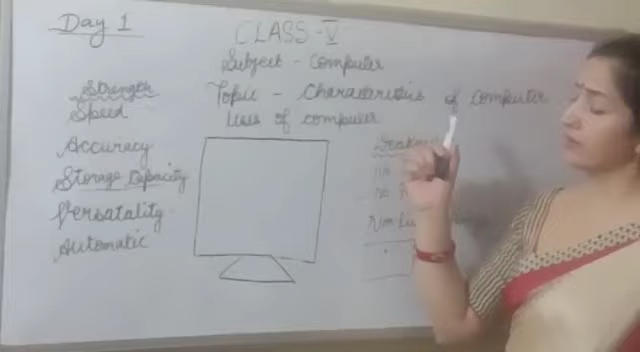 Day 1
CLASS-V
Subject - Computer
Topic - Characteristics of Computer
Uses of computer
Strength
Speed
Accuracy
Storage Capacity
Versatality
Automatic